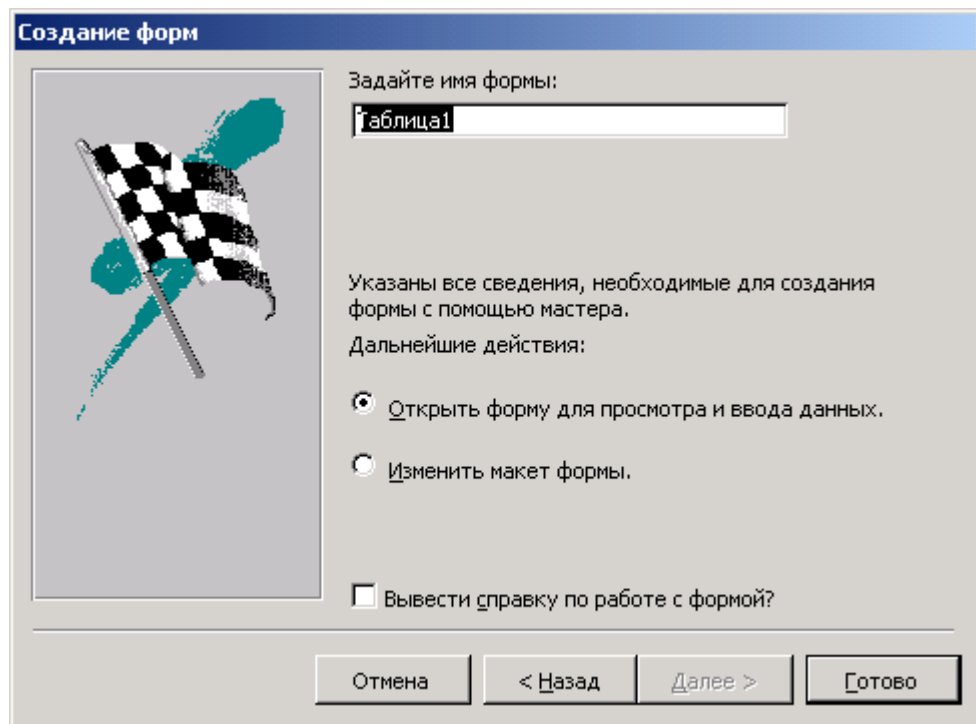 Создание форм
Задайте имя формы:
Таблица1
Указаны все сведения, необходимые для создания
формы с помощью мастера.
Дальнейшие действия:
Открыть форму для просмотра и ввода данных.
Изменить макет формы.
Вывести справку по работе с формой?
Отмена
< Назад
Далее >
Готово